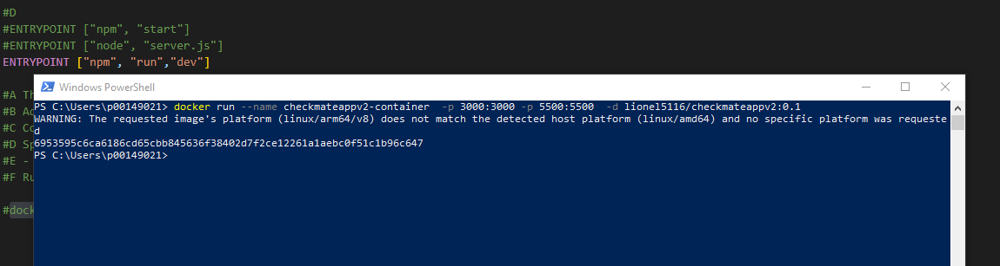 #D
#ENTRYPOINT ["npm", "start"]
#ENTRYPOINT ["node", "server.js"]
ENTRYPOINT ["npm", "run","dev"]
#A Th
#B Ad
#C Co
#D Sp
#E -
#F Ru
#dock
Windows PowerShell
PS C:\Users\p00149021> docker run --name checkmateappv2-container  -p 3000:3000 -p 5500:5500  -d lionel5116/checkmateappv2:0.1
WARNING: The requested image's platform (linux/arm64/v8) does not match the detected host platform (linux/amd64) and no specific platform was requeste
d
6953595c6ca6186cd65cbb845636f38402d7f2ce12261a1aebc0f51c1b96c647
PS C:\Users\p00149021>